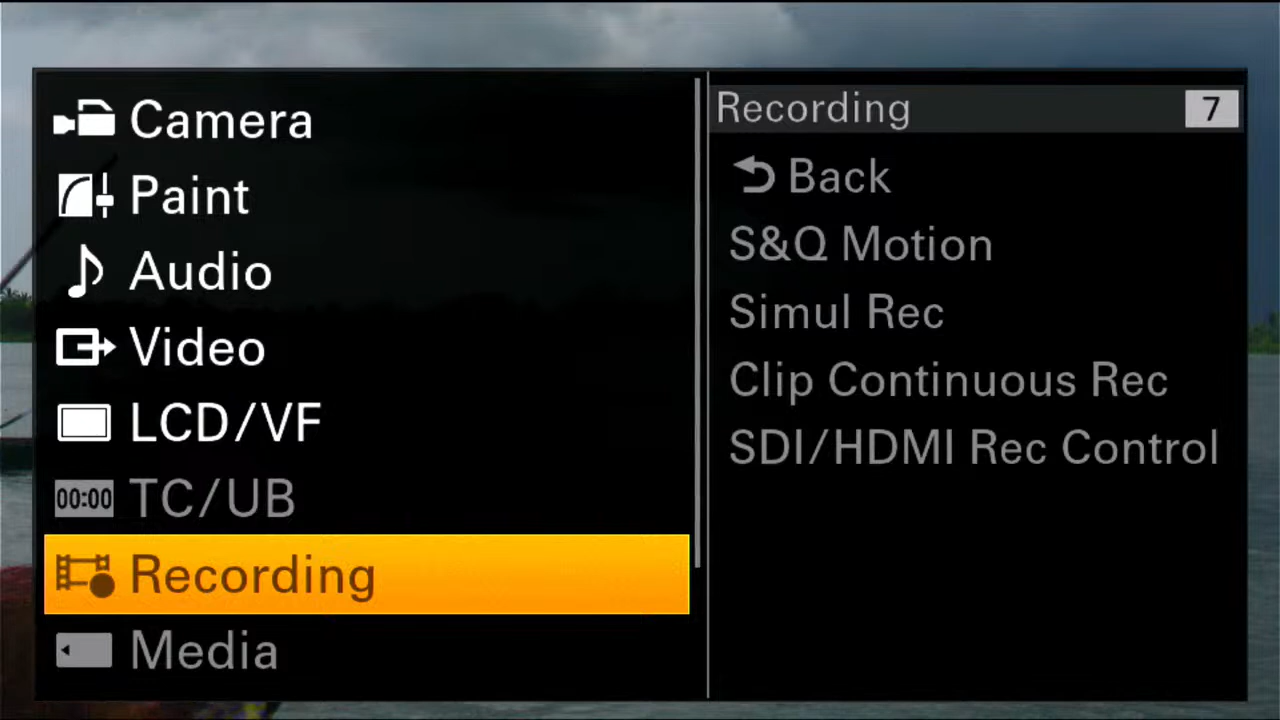 Camera
Paint
Audio
Video
LCD/VF
00:00 TC/UB
Recording
Media
Recording 7
Back
S&Q Motion
Simul Rec
Clip Continuous Rec
SDI/HDMI Rec Control